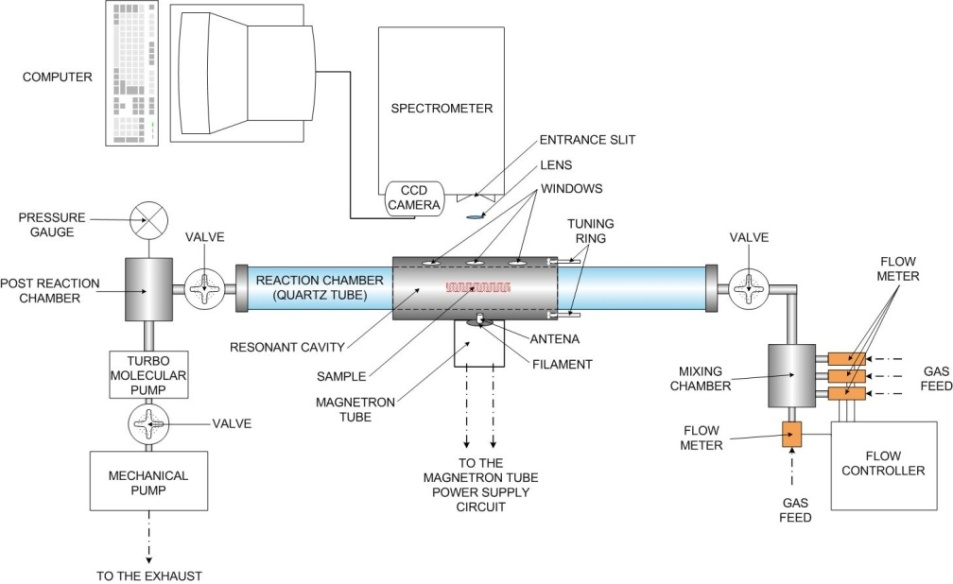 COMPUTER
SPECTROMETER
ENTRANCE SLIT
LENS
WINDOWS
CCD
CAMERA
TUNING
RING
PRESSURE
GAUGE
VALVE
VALVE
FLOW
METER
POST REACTION
CHAMBER
REACTION CHAMBER
(QUARTZ TUBE)
RESONANT CAVITY
ANTENA
FILAMENT
SAMPLE
MAGNETRON
TUBE
TURBO
MOLECULAR
PUMP
MIXING
CHAMBER
GAS
FEED
VALVE
FLOW
METER
FLOW
CONTROLLER
MECHANICAL
PUMP
TO THE
MAGNETRON TUBE
POWER SUPPLY
CIRCUIT
GAS
FEED
TO THE EXHAUST